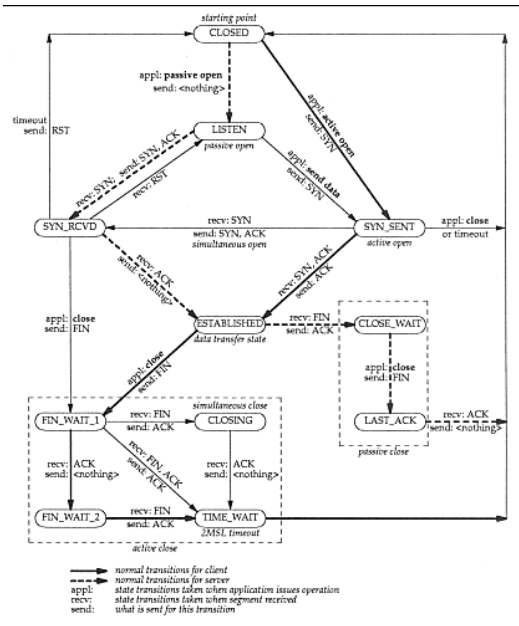 starting point
CLOSED
appl: passive open
send: <nothing>
appl: active open
send: SYN
timeout
send: RST
LISTEN
passive open
recv: SYN; send: SYN, ACK
recv: RST
appl: send data
send: SYN
SYN_RCVD
recv: SYN
send: SYN, ACK
simultaneous open
SYN_SENT
active open
appl: close
or timeout
recv: ACK
send: <nothing>
recv: SYN, ACK
send: ACK
appl: close
send: FIN
ESTABLISHED
data transfer state
recv: FIN
send: ACK
CLOSE_WAIT
appl: close
send: FIN
appl: close
send: FIN
LAST_ACK
recv: ACK
send: <nothing>
passive close
simultaneous close
FIN_WAIT_1
recv: FIN
send: ACK
CLOSING
recv: ACK
send: <nothing>
recv: FIN, ACK
send: ACK
recv: ACK
send: <nothing>
FIN_WAIT_2
recv: FIN
send: ACK
TIME_WAIT
2MSL timeout
active close
normal transitions for client
normal transitions for server
appl: state transitions taken when application issues operation
recv: state transitions taken when segment received
send: what is sent for this transition